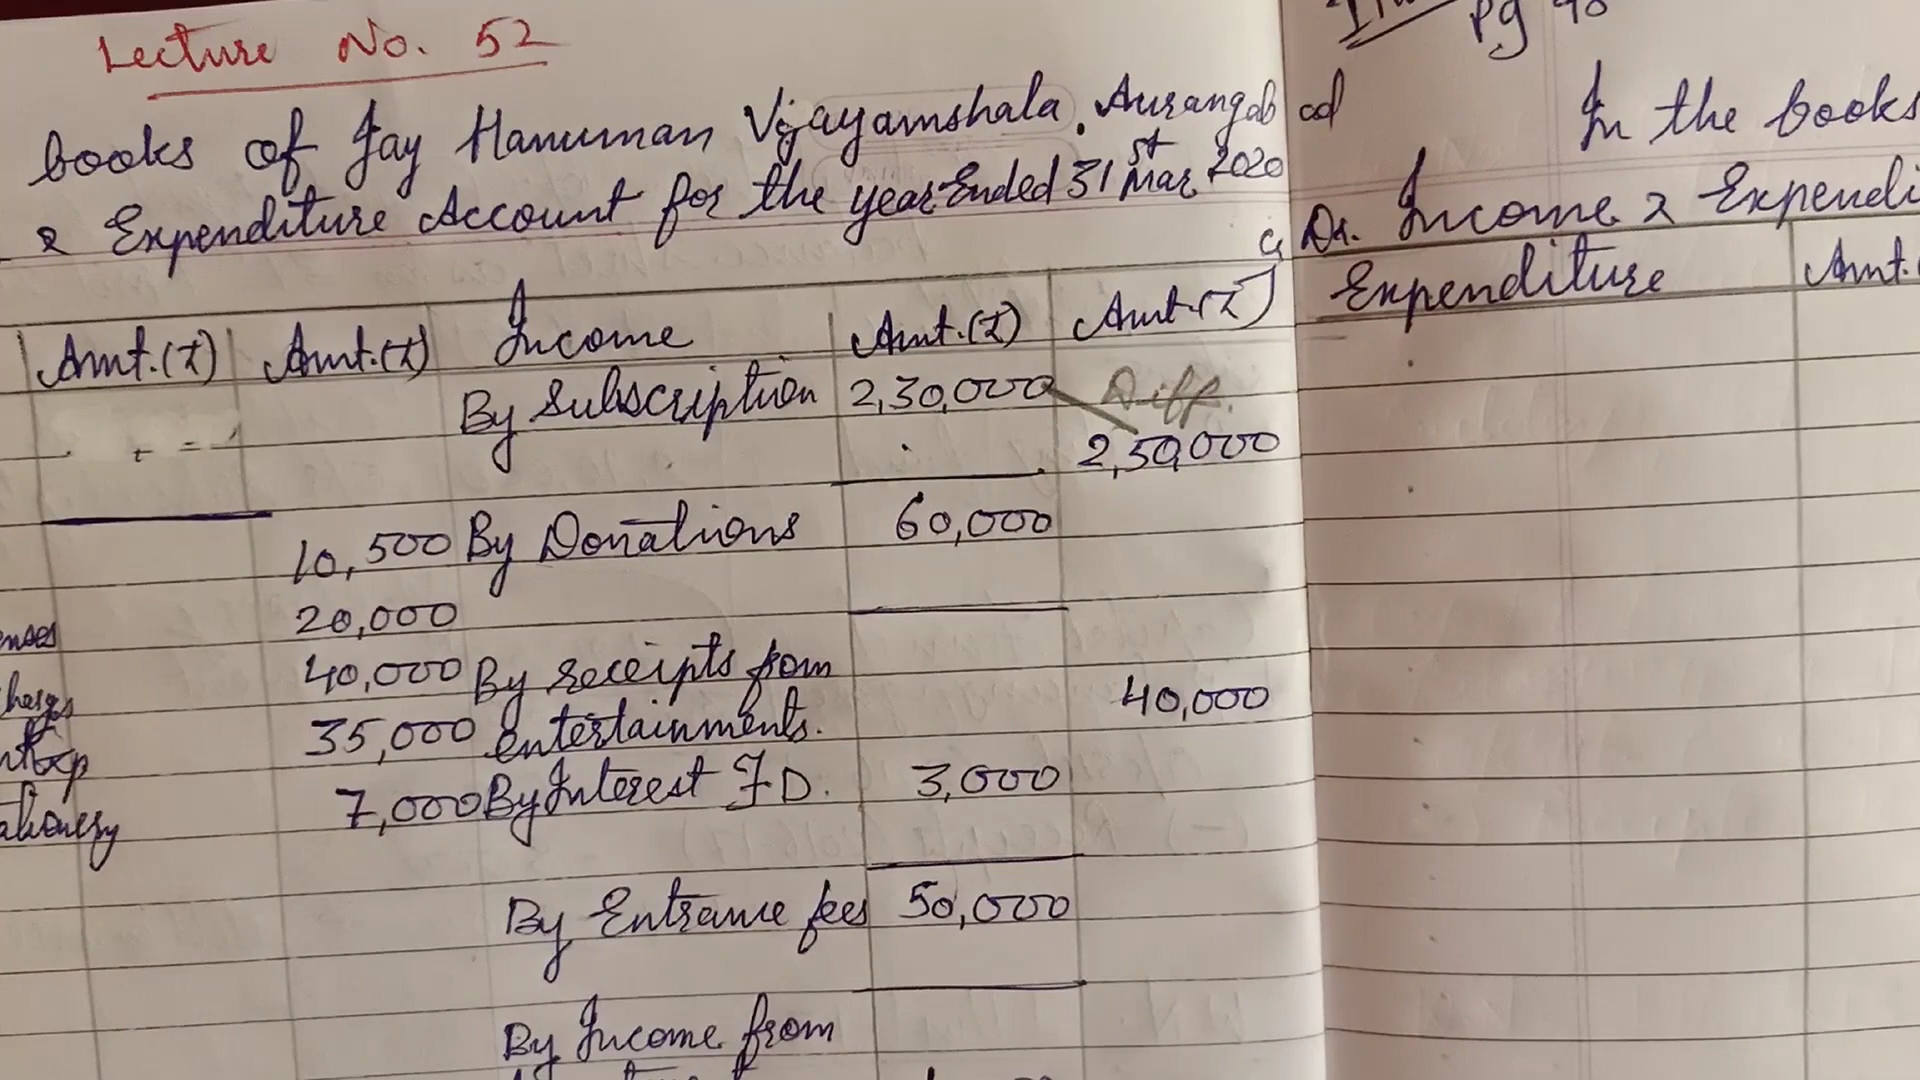 Lecture No. 52
books of Jay Hanuman Vyayamshala. Aurangabad
& Expenditure Account for the year Ended 31st Mar 2020
Amt.(₹) Amt.(₹) Income Amt.(₹) Amt.(₹)
By Subscription 2,30,000 Diff.
2,50,000
10,500 By Donations 60,000
20,000
40,000 By receipts from
35,000 entertainments. 40,000
7,000 By Interest F.D. 3,000
By Entrance fees 50,000
By Income from
pg 40
In the books
Dr. Income & Expendi
Expenditure Amt.(